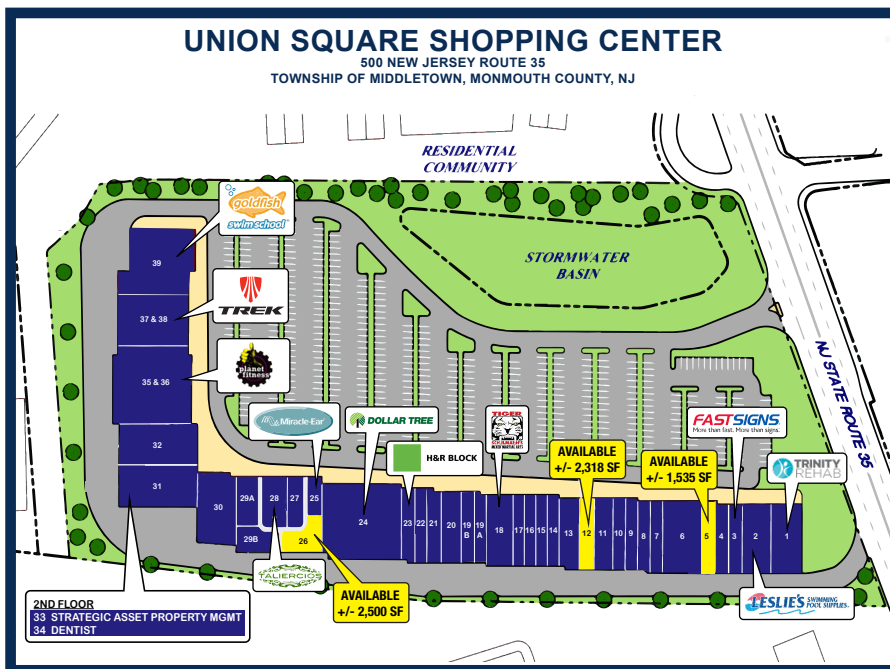 UNION SQUARE SHOPPING CENTER
500 NEW JERSEY ROUTE 35
TOWNSHIP OF MIDDLETOWN, MONMOUTH COUNTY, NJ
RESIDENTIAL
COMMUNITY
goldfish
swim school
STORMWATER
BASIN
39
TREK
37 & 38
NJ STATE ROUTE 35
planet
fitness
35 & 36
Miracle-Ear
DOLLAR TREE
H&R BLOCK
TIGER
SCHULMANN'S
MIXED MARTIAL ARTS
FASTSIGNS
More than fast. More than signs.
AVAILABLE
+/- 2,318 SF
AVAILABLE
+/- 1,535 SF
TRINITY
REHAB
32
31
30
29A
29B
28
27
25
26
24
23
22
21
20
19
B
19
A
18
17
16
15
14
13
12
11
10
9
8
7
6
5
4
3
2
1
TALIERCIO'S
AVAILABLE
+/- 2,500 SF
LESLIE'S SWIMMING
POOL SUPPLIES
2ND FLOOR
33 STRATEGIC ASSET PROPERTY MGMT
34 DENTIST